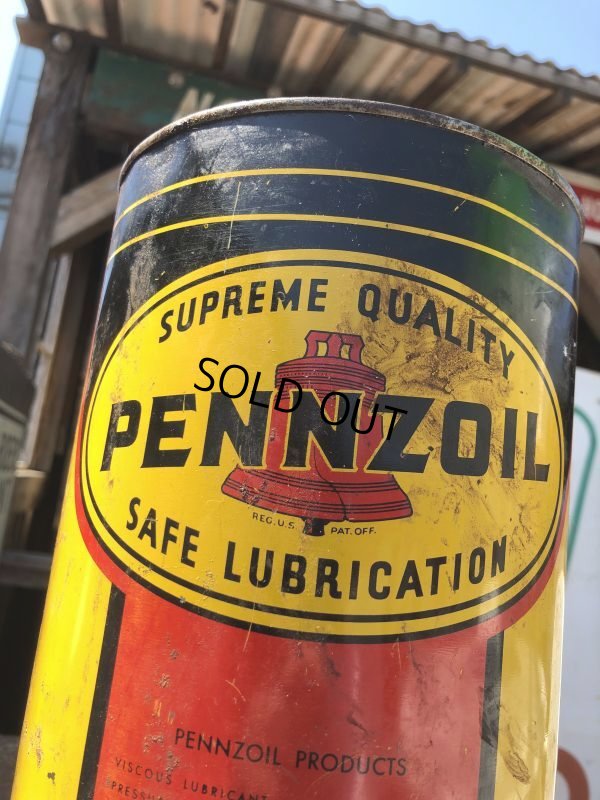 SUPREME QUALITY
SOLD OUT
PENNZOIL
REG. U.S. PAT. OFF.
SAFE LUBRICATION
PENNZOIL PRODUCTS
VISCOUS LUBRICANT